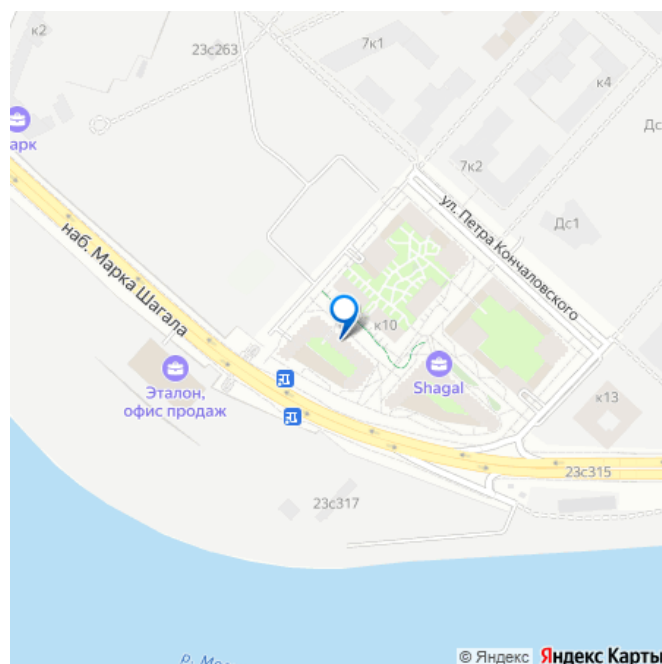 к2
23с263
7к1
к4
Дс
арк
7к2
ул. Петра Кончаловского
Дс1
наб. Марка Шагала
к10
Эталон,
офис продаж
Shagal
к13
23с315
23с317
р. Мо
© Яндекс Яндекс Карты